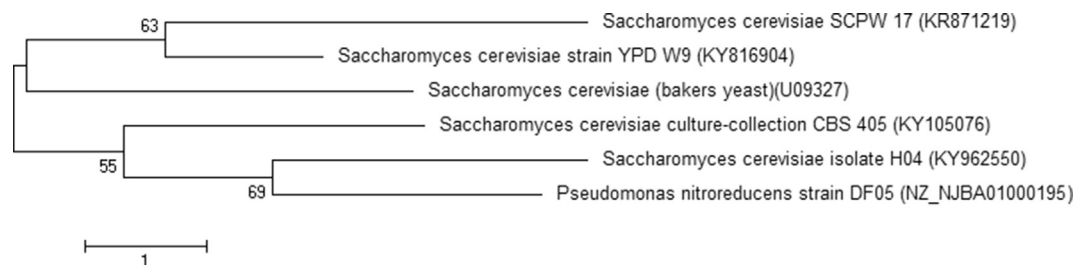 63
Saccharomyces cerevisiae SCPW 17 (KR871219)
Saccharomyces cerevisiae strain YPD W9 (KY816904)
Saccharomyces cerevisiae (bakers yeast)(U09327)
Saccharomyces cerevisiae culture-collection CBS 405 (KY105076)
55
Saccharomyces cerevisiae isolate H04 (KY962550)
69
Pseudomonas nitroreducens strain DF05 (NZ_NJBA01000195)
1